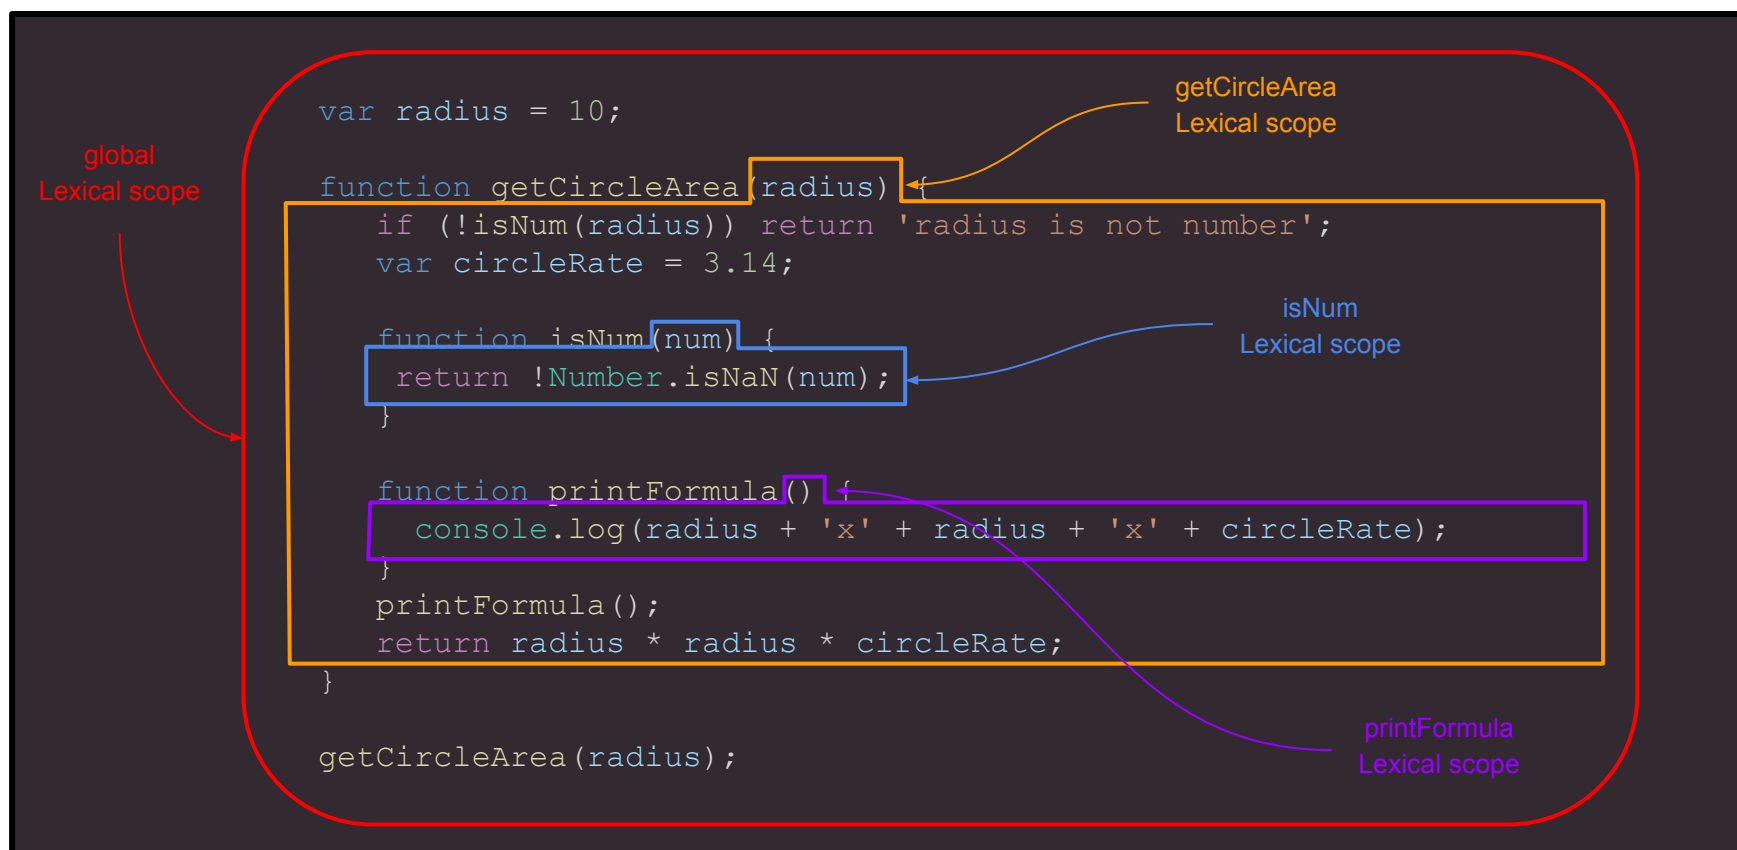 getCircleArea
Lexical scope
var radius = 10;
global
Lexical scope
function getCircleArea(radius) {
if (!isNum(radius)) return 'radius is not number';
var circleRate = 3.14;
isNum
Lexical scope
function isNum(num) {
return !Number.isNaN(num);
}
function printFormula() {
console.log(radius + 'x' + radius + 'x' + circleRate);
}
printFormula();
return radius * radius * circleRate;
}
printFormula
Lexical scope
getCircleArea(radius);